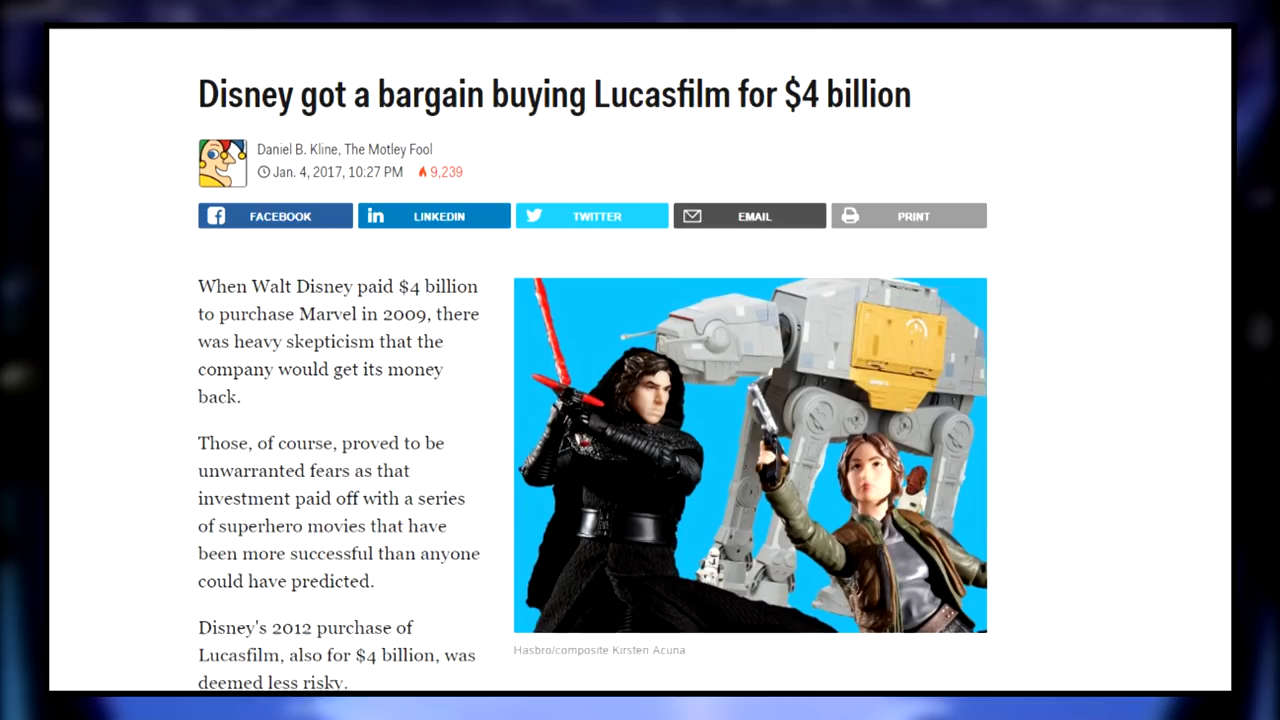 Disney got a bargain buying Lucasfilm for $4 billion
Daniel B. Kline, The Motley Fool
Jan. 4, 2017, 10:27 PM 9,239
FACEBOOK
LINKEDIN
TWITTER
EMAIL
PRINT
When Walt Disney paid $4 billion
to purchase Marvel in 2009, there
was heavy skepticism that the
company would get its money
back.
Those, of course, proved to be
unwarranted fears as that
investment paid off with a series
of superhero movies that have
been more successful than anyone
could have predicted.
Disney's 2012 purchase of
Lucasfilm, also for $4 billion, was
deemed less risky.
Hasbro/composite Kirsten Acuna